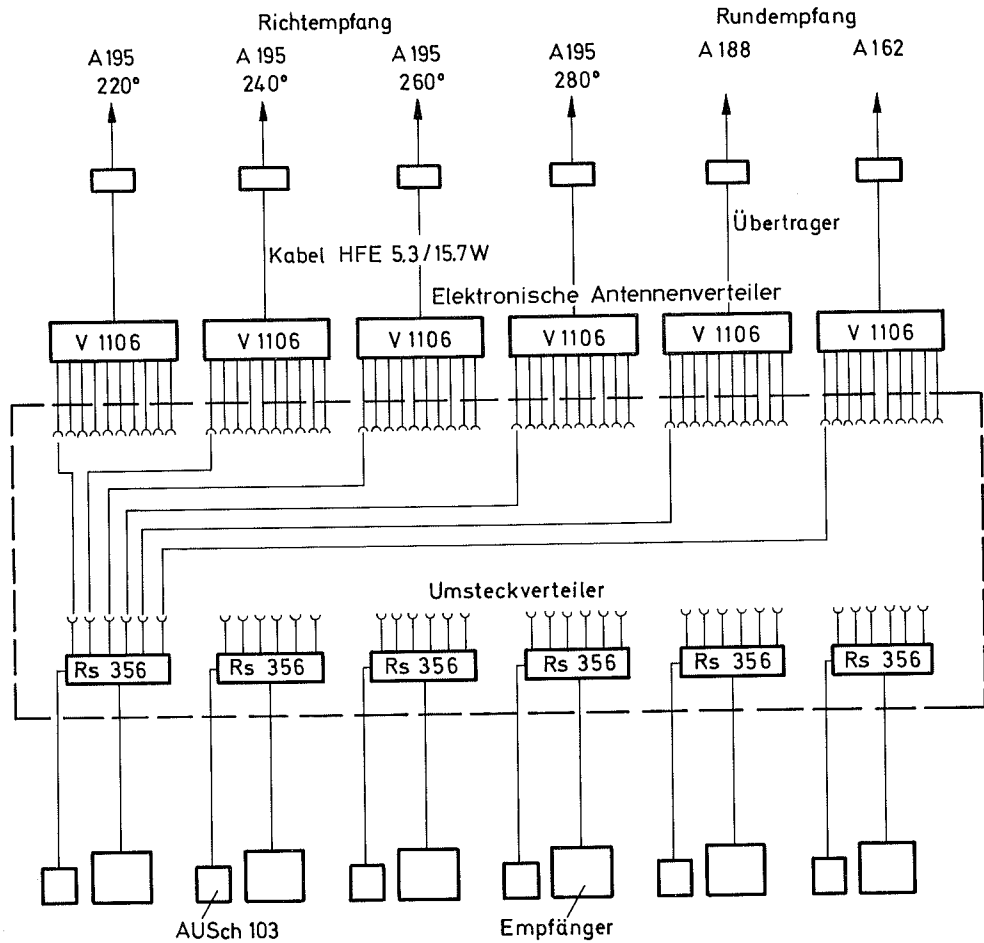 Richtempfang
Rundempfang
A195 220°
A195 240°
A195 260°
A195 280°
A188
A162
Übertrager
Kabel HFE 5,3/15,7W
Elektronische Antennenverteiler
V 1106
V 1106
V 1106
V 1106
V 1106
V 1106
Umsteckverteiler
Rs 356
Rs 356
Rs 356
Rs 356
Rs 356
Rs 356
AUSch 103
Empfänger